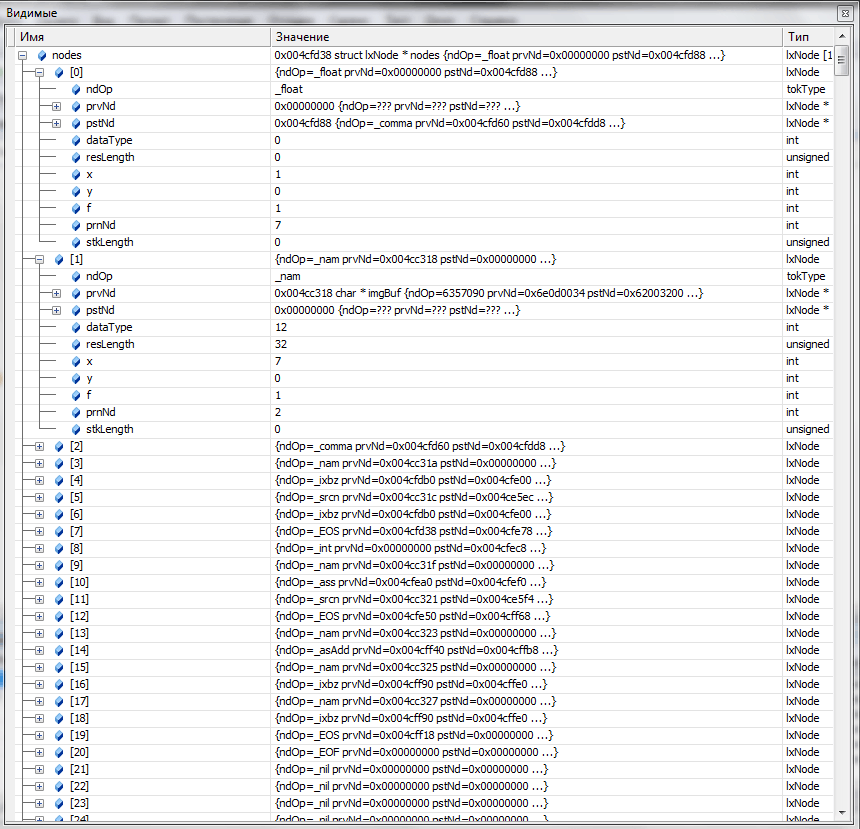 Видимые
Имя Значение Тип
nodes 0x004cfd38 struct lxNode * nodes {ndOp=_float prvNd=0x00000000 pstNd=0x004cfd88 ...} lxNode [1
[0] {ndOp=_float prvNd=0x00000000 pstNd=0x004cfd88 ...} lxNode
ndOp _float tokType
prvNd 0x00000000 {ndOp=??? prvNd=??? pstNd=??? ...} lxNode *
pstNd 0x004cfd88 {ndOp=_comma prvNd=0x004cfd60 pstNd=0x004cfdd8 ...} lxNode *
dataType 0 int
resLength 0 unsigned
x 1 int
y 0 int
f 1 int
prnNd 7 int
stkLength 0 unsigned
[1] {ndOp=_nam prvNd=0x004cc318 pstNd=0x00000000 ...} lxNode
ndOp _nam tokType
prvNd 0x004cc318 char * imgBuf {ndOp=6357090 prvNd=0x6e0d0034 pstNd=0x62003200 ...} lxNode *
pstNd 0x00000000 {ndOp=??? prvNd=??? pstNd=??? ...} lxNode *
dataType 12 int
resLength 32 unsigned
x 7 int
y 0 int
f 1 int
prnNd 2 int
stkLength 0 unsigned
[2] {ndOp=_comma prvNd=0x004cfd60 pstNd=0x004cfdd8 ...} lxNode
[3] {ndOp=_nam prvNd=0x004cc31a pstNd=0x00000000 ...} lxNode
[4] {ndOp=_ixbz prvNd=0x004cfdb0 pstNd=0x004cfe00 ...} lxNode
[5] {ndOp=_srcn prvNd=0x004cc31c pstNd=0x004ce5ec ...} lxNode
[6] {ndOp=_ixbz prvNd=0x004cfdb0 pstNd=0x004cfe00 ...} lxNode
[7] {ndOp=_EOS prvNd=0x004cfd38 pstNd=0x004cfe78 ...} lxNode
[8] {ndOp=_int prvNd=0x00000000 pstNd=0x004cfec8 ...} lxNode
[9] {ndOp=_nam prvNd=0x004cc31f pstNd=0x00000000 ...} lxNode
[10] {ndOp=_ass prvNd=0x004cfea0 pstNd=0x004cfef0 ...} lxNode
[11] {ndOp=_srcn prvNd=0x004cc321 pstNd=0x004ce5f4 ...} lxNode
[12] {ndOp=_EOS prvNd=0x004cfe50 pstNd=0x004cff68 ...} lxNode
[13] {ndOp=_nam prvNd=0x004cc323 pstNd=0x00000000 ...} lxNode
[14] {ndOp=_asAdd prvNd=0x004cff40 pstNd=0x004cffb8 ...} lxNode
[15] {ndOp=_nam prvNd=0x004cc325 pstNd=0x00000000 ...} lxNode
[16] {ndOp=_ixbz prvNd=0x004cff90 pstNd=0x004cffe0 ...} lxNode
[17] {ndOp=_nam prvNd=0x004cc327 pstNd=0x00000000 ...} lxNode
[18] {ndOp=_ixbz prvNd=0x004cff90 pstNd=0x004cffe0 ...} lxNode
[19] {ndOp=_EOS prvNd=0x004cff18 pstNd=0x00000000 ...} lxNode
[20] {ndOp=_EOF prvNd=0x00000000 pstNd=0x00000000 ...} lxNode
[21] {ndOp=_nil prvNd=0x00000000 pstNd=0x00000000 ...} lxNode
[22] {ndOp=_nil prvNd=0x00000000 pstNd=0x00000000 ...} lxNode
[23] {ndOp=_nil prvNd=0x00000000 pstNd=0x00000000 ...} lxNode
[24] {ndOp=_nil prvNd=0x00000000 pstNd=0x00000000 ...} lxNode